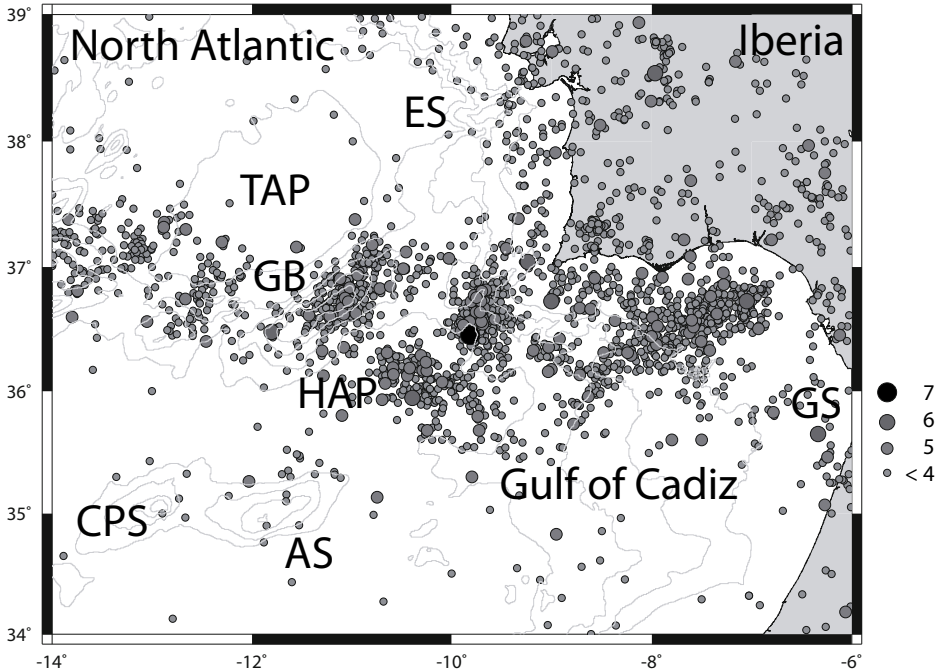 39°
North Atlantic
Iberia
ES
38°
TAP
37°
GB
HAP
36°
GS
7
6
5
< 4
Gulf of Cadiz
35°
CPS
AS
34°
-14°
-12°
-10°
-8°
-6°